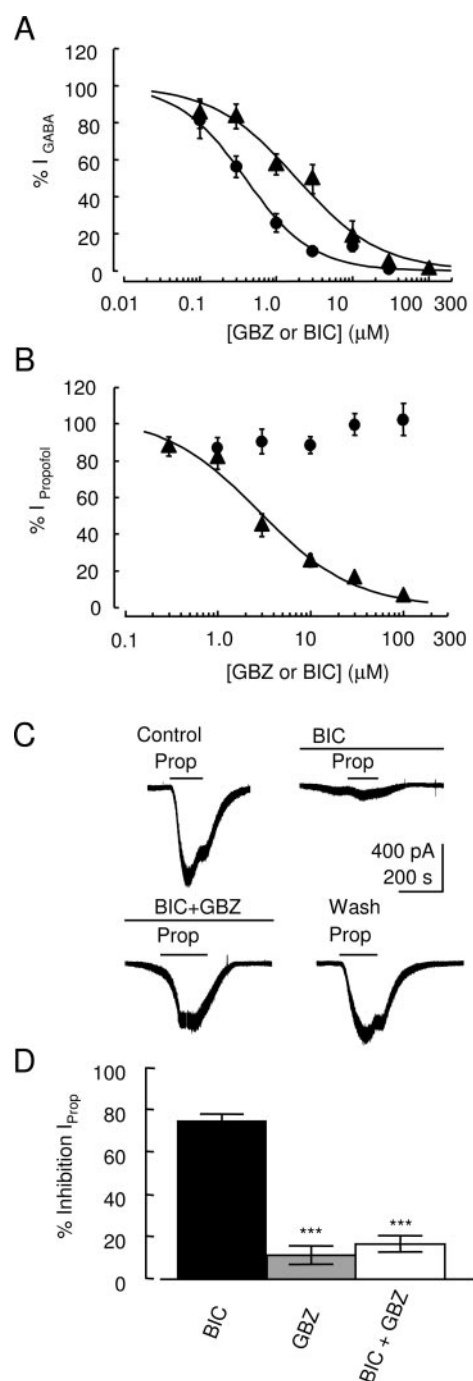 A
120
100
80
60
40
20
0
% I GABA
0.01 0.1 1.0 10 100 300
[GBZ or BIC] (μM)
B
120
100
80
60
40
20
0
% I Propofol
0.1 1.0 10 100 300
[GBZ or BIC] (μM)
C
Control
Prop
BIC
Prop
400 pA
200 s
BIC+GBZ
Prop
Wash
Prop
D
100
80
60
40
20
0
% Inhibition I Prop
*** ***
BIC
GBZ
BIC + GBZ